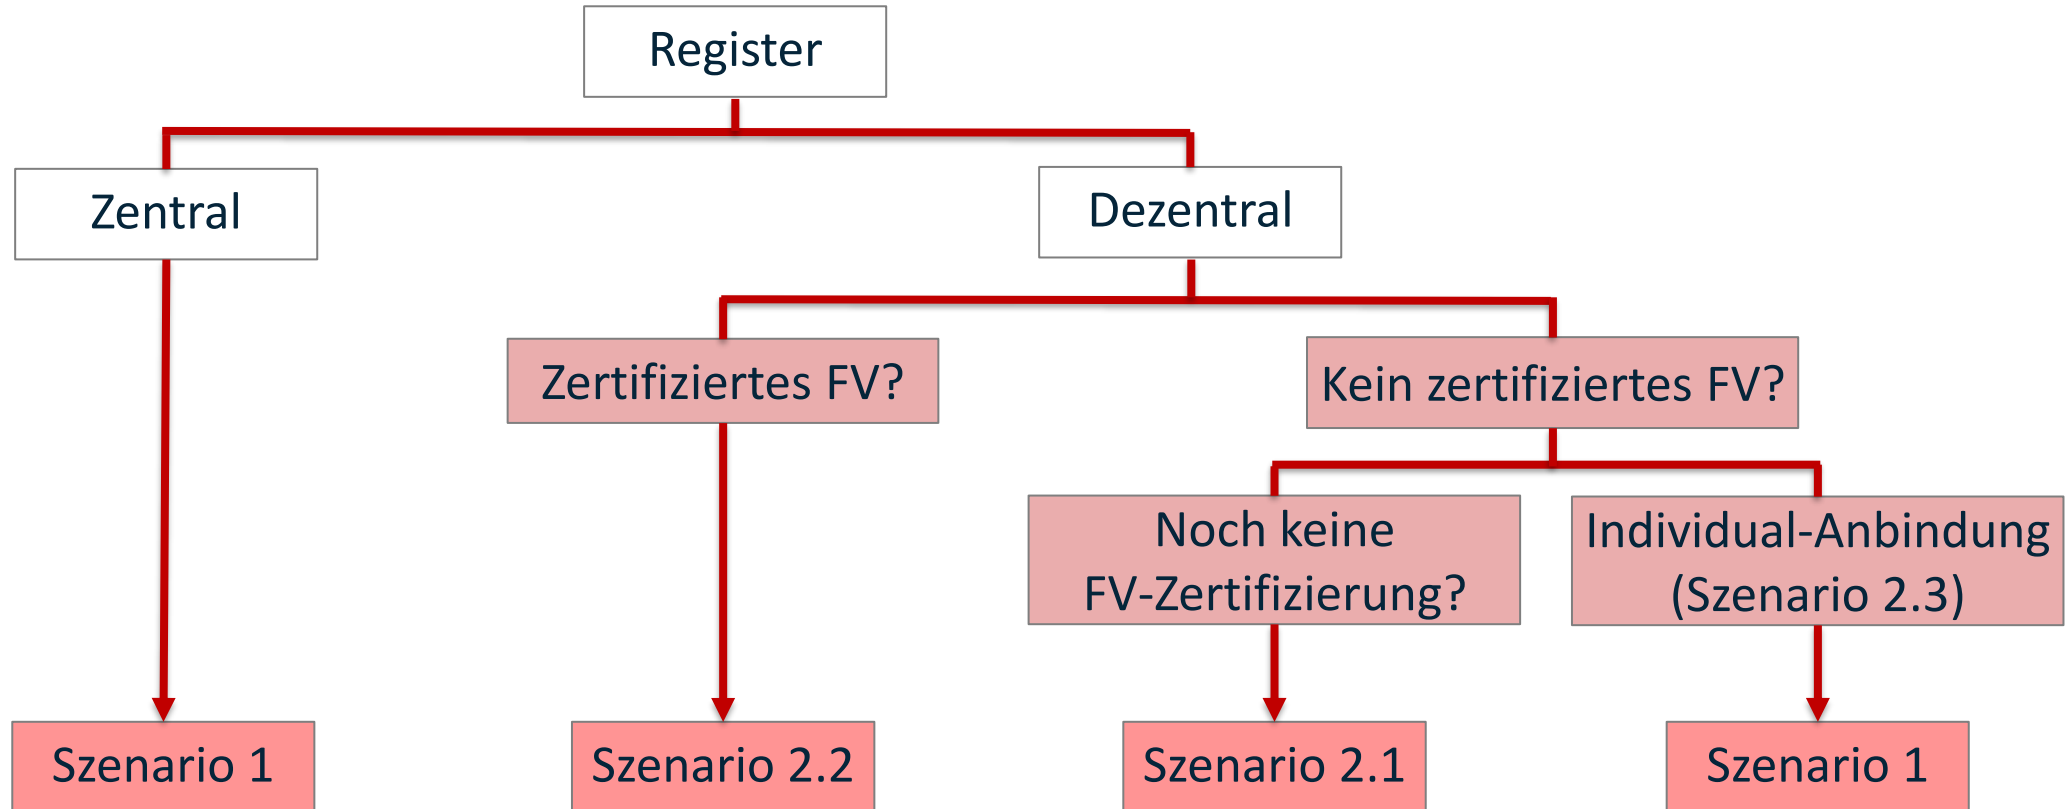 Register
Zentral
Dezentral
Zertifiziertes FV?
Kein zertifiziertes FV?
Noch keine
FV-Zertifizierung?
Individual-Anbindung
(Szenario 2.3)
Szenario 1
Szenario 2.2
Szenario 2.1
Szenario 1